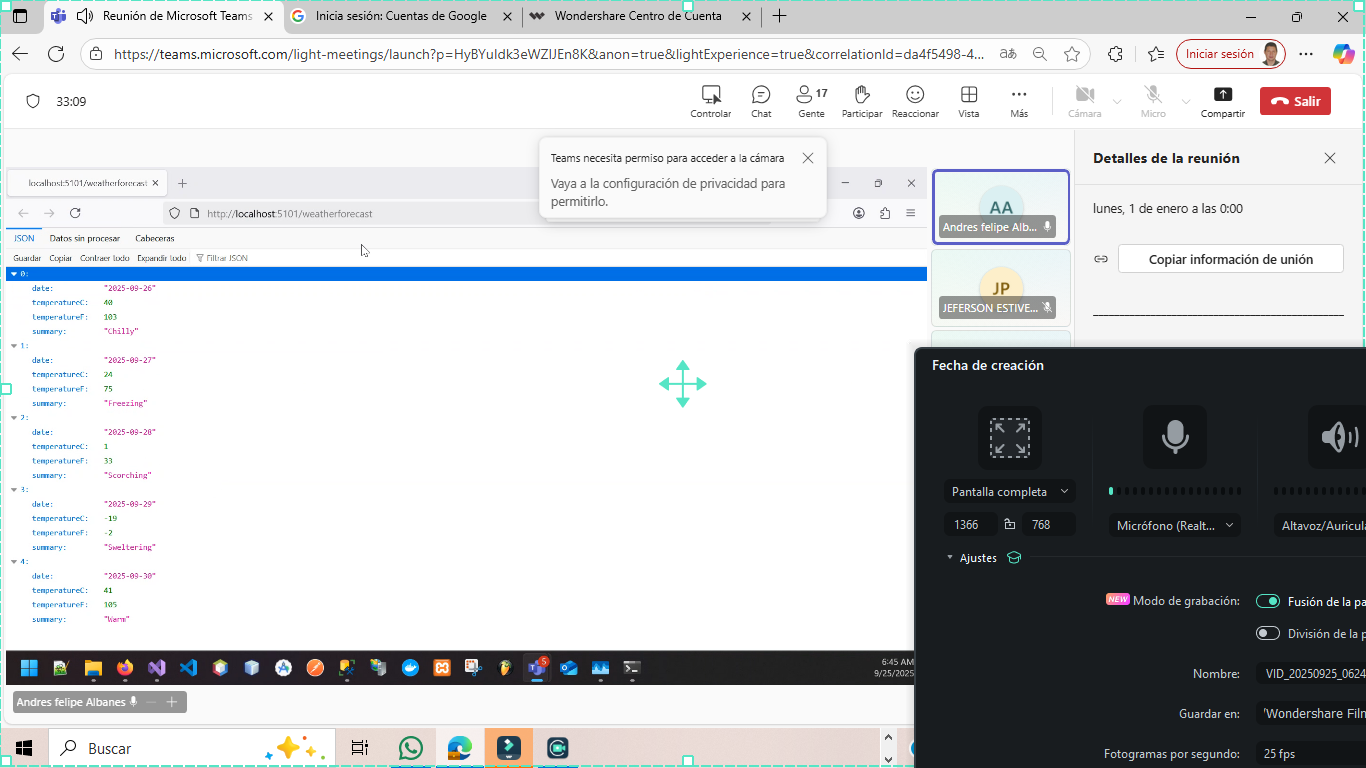 Reunión de Microsoft Teams
Inicia sesión: Cuentas de Google
Wondershare Centro de Cuenta
https://teams.microsoft.com/light-meetings/launch?p=HyBYuIdk3eWZlJEn8K&anon=true&lightExperience=true&correlationId=da4f5498-4...
aあ
Iniciar sesión
33:09
Controlar
Chat
17
Gente
Participar
Reaccionar
Vista
Más
Cámara
Micro
Compartir
Salir
Teams necesita permiso para acceder a la cámara
Vaya a la configuración de privacidad para
permitirlo.
Detalles de la reunión
lunes, 1 de enero a las 0:00
Copiar información de unión
localhost:5101/weatherforecast
http://localhost:5101/weatherforecast
JSON
Datos sin procesar
Cabeceras
Guardar
Copiar
Contraer todo
Expandir todo
Filtrar JSON
0:
date: "2025-09-26"
temperatureC: 40
temperatureF: 103
summary: "Chilly"
1:
date: "2025-09-27"
temperatureC: 24
temperatureF: 75
summary: "Freezing"
2:
date: "2025-09-28"
temperatureC: 1
temperatureF: 33
summary: "Scorching"
3:
date: "2025-09-29"
temperatureC: -19
temperatureF: -2
summary: "Sweltering"
4:
date: "2025-09-30"
temperatureC: 41
temperatureF: 105
summary: "Warm"
AA
Andres felipe Alb...
JP
JEFERSON ESTIVE...
Fecha de creación
Pantalla completa
1366
768
Micrófono (Realt...
Altavoz/Auricula
Ajustes
NEW
Modo de grabación:
Fusión de la pa
División de la p
Nombre:
VID_20250925_0624
Guardar en:
'Wondershare Film
Fotogramas por segundo:
25 fps
5
6:45 AM
9/25/2025
Andres felipe Albanes
Buscar